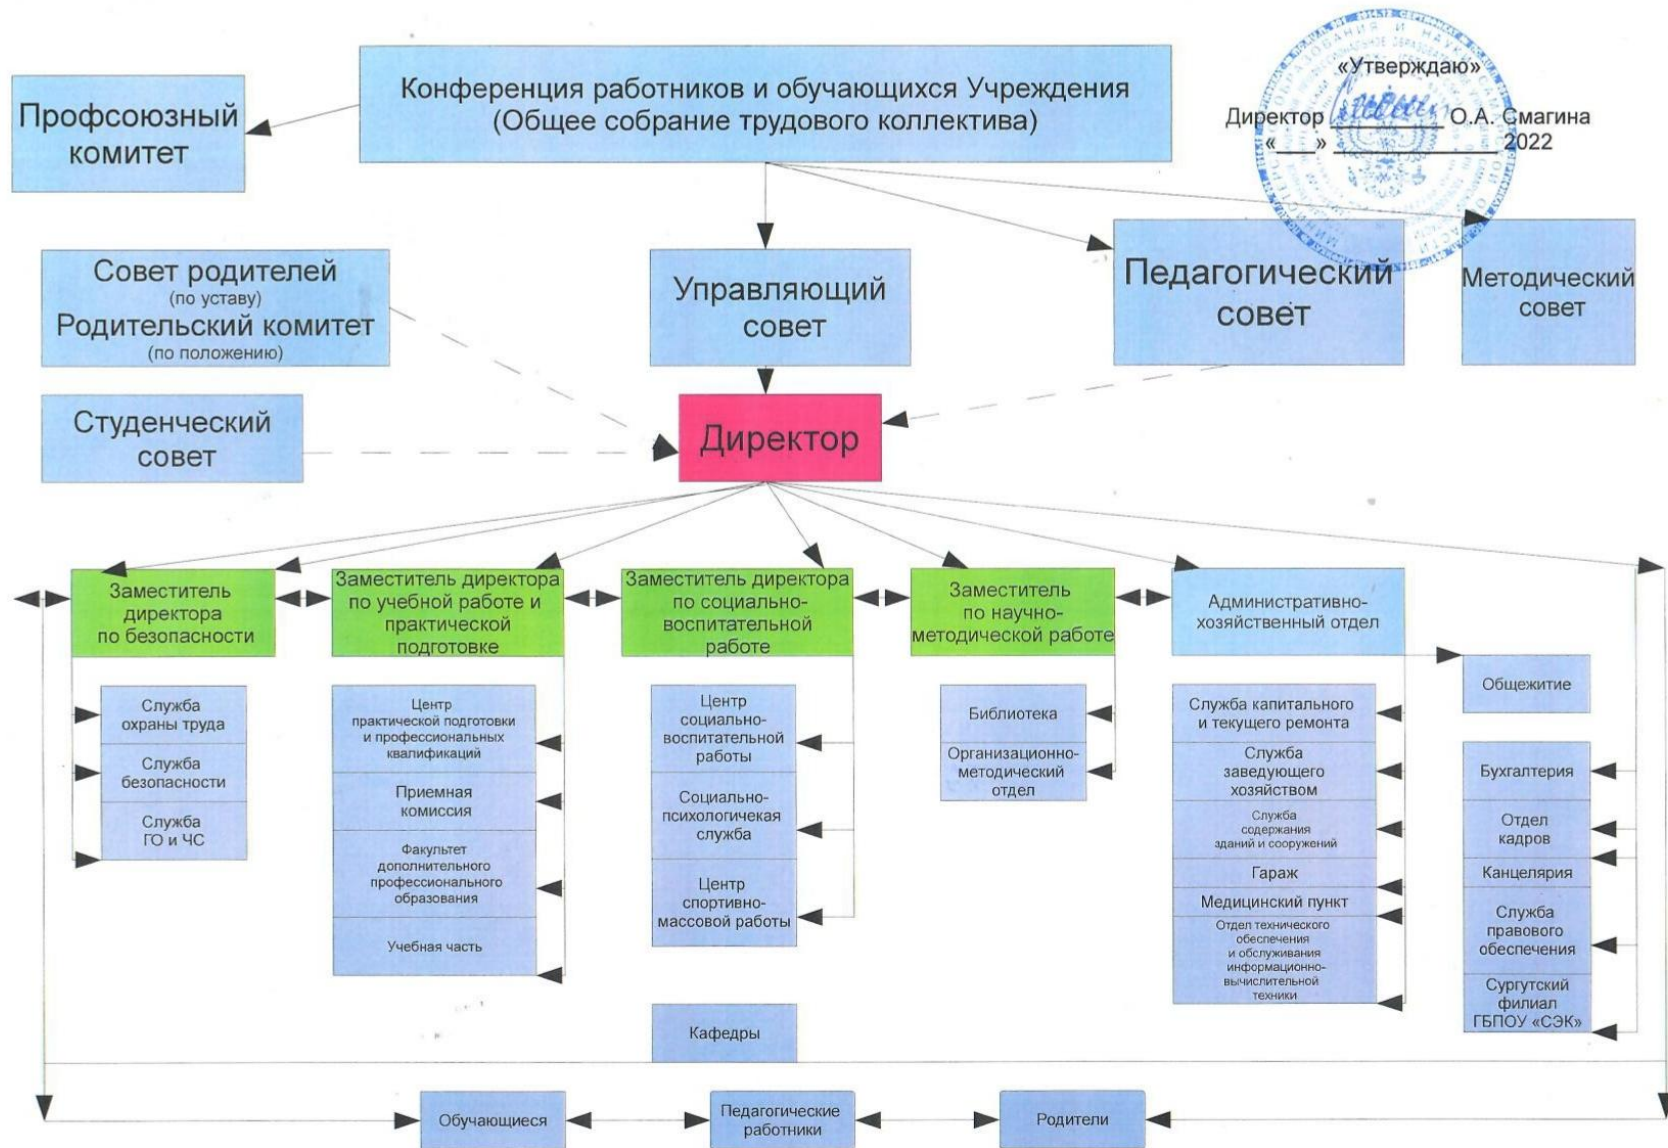 «Утверждаю»
Директор ____________ О.А. Смагина
«___» __________________ 2022
Конференция работников и обучающихся Учреждения
(Общее собрание трудового коллектива)
Профсоюзный
комитет
Совет родителей
(по уставу)
Родительский комитет
(по положению)
Управляющий
совет
Педагогический
совет
Методический
совет
Студенческий
совет
Директор
Заместитель
директора
по безопасности
Заместитель директора
по учебной работе и
практической
подготовке
Заместитель директора
по социально-
воспитательной
работе
Заместитель
по научно-
методической работе
Административно-
хозяйственный отдел
Служба
охраны труда
Служба
безопасности
Служба
ГО и ЧС
Центр
практической подготовки
и профессиональных
квалификаций
Приемная
комиссия
Факультет
дополнительного
профессионального
образования
Учебная часть
Центр
социально-
воспитательной
работы
Социально-
психологичекая
служба
Центр
спортивно-
массовой работы
Библиотека
Организационно-
методический
отдел
Служба капитального
и текущего ремонта
Служба
заведующего
хозяйством
Служба
содержания
зданий и сооружений
Гараж
Медицинский пункт
Отдел технического
обеспечения
и обслуживания
информационно-
вычислительной
техники
Общежитие
Бухгалтерия
Отдел
кадров
Канцелярия
Служба
правового
обеспечения
Сургутский
филиал
ГБПОУ «СЭК»
Кафедры
Обучающиеся
Педагогические
работники
Родители